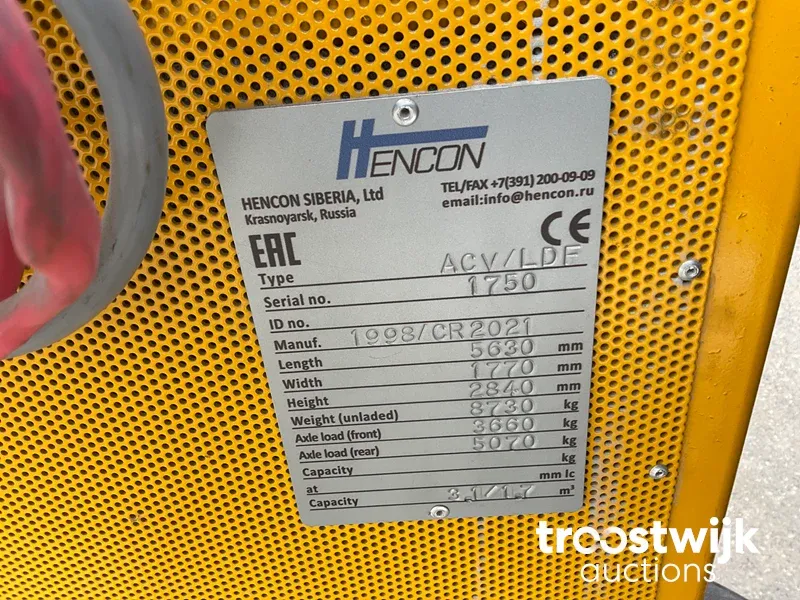 HENCON
HENCON SIBERIA, Ltd
Krasnoyarsk, Russia
TEL/FAX +7(391) 200-09-09
email:info@hencon.ru
EAC CE
Type ACV/LDE
Serial no. 1750
ID no.
Manuf. 1998/CR2021
Length 5630 mm
Width 1770 mm
Height 2840 mm
Weight (unladed) 8730 kg
Axle load (front) 3660 kg
Axle load (rear) 5070 kg
Capacity kg
at mm lc
Capacity 3.1/1.7 m³
troostwijk
auctions